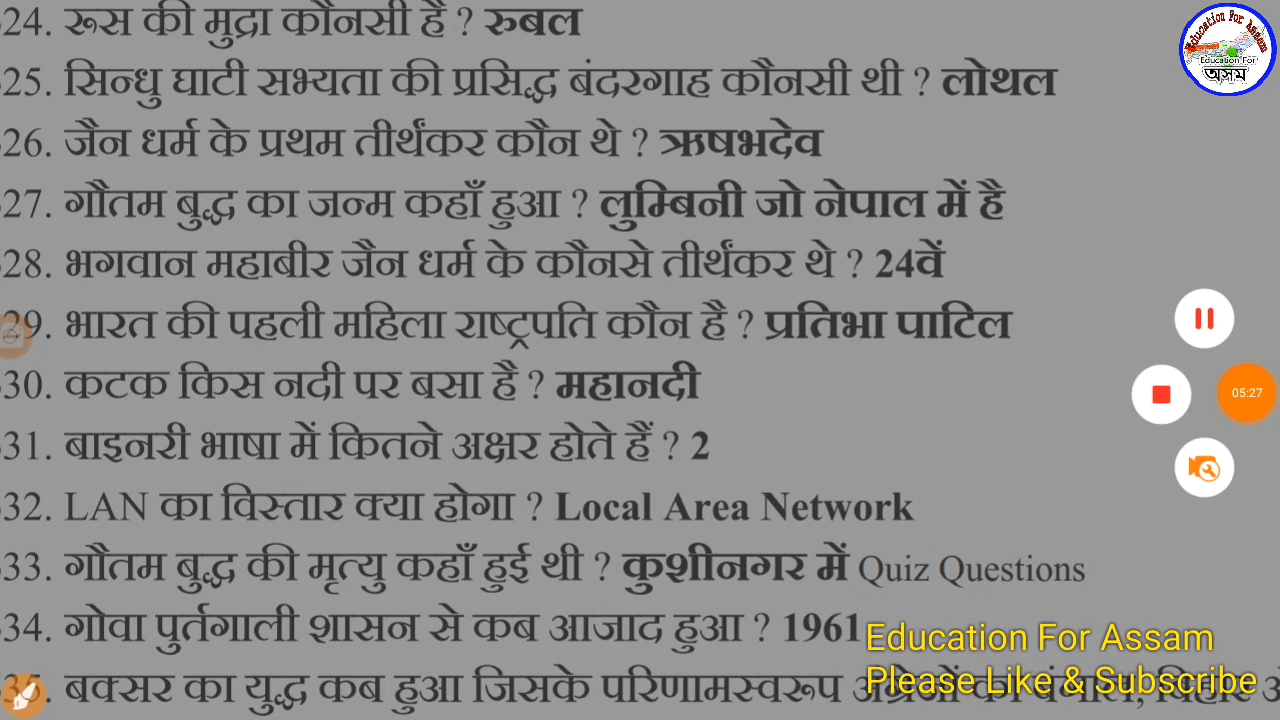 24. रूस की मुद्रा कौनसी है ? रुबल
25. सिन्धु घाटी सभ्यता की प्रसिद्ध बंदरगाह कौनसी थी ? लोथल
26. जैन धर्म के प्रथम तीर्थंकर कौन थे ? ऋषभदेव
27. गौतम बुद्ध का जन्म कहाँ हुआ ? लुम्बिनी जो नेपाल में है
28. भगवान महाबीर जैन धर्म के कौनसे तीर्थंकर थे ? 24वें
29. भारत की पहली महिला राष्ट्रपति कौन है ? प्रतिभा पाटिल
30. कटक किस नदी पर बसा है ? महानदी
31. बाइनरी भाषा में कितने अक्षर होते हैं ? 2
32. LAN का विस्तार क्या होगा ? Local Area Network
33. गौतम बुद्ध की मृत्यु कहाँ हुई थी ? कुशीनगर में Quiz Questions
34. गोवा पुर्तगाली शासन से कब आजाद हुआ ? 1961
35. बक्सर का युद्ध कब हुआ जिसके परिणामस्वरूप
Education For Assam
Please Like & Subscribe
Education For Assam
Education For
অসম
05:27